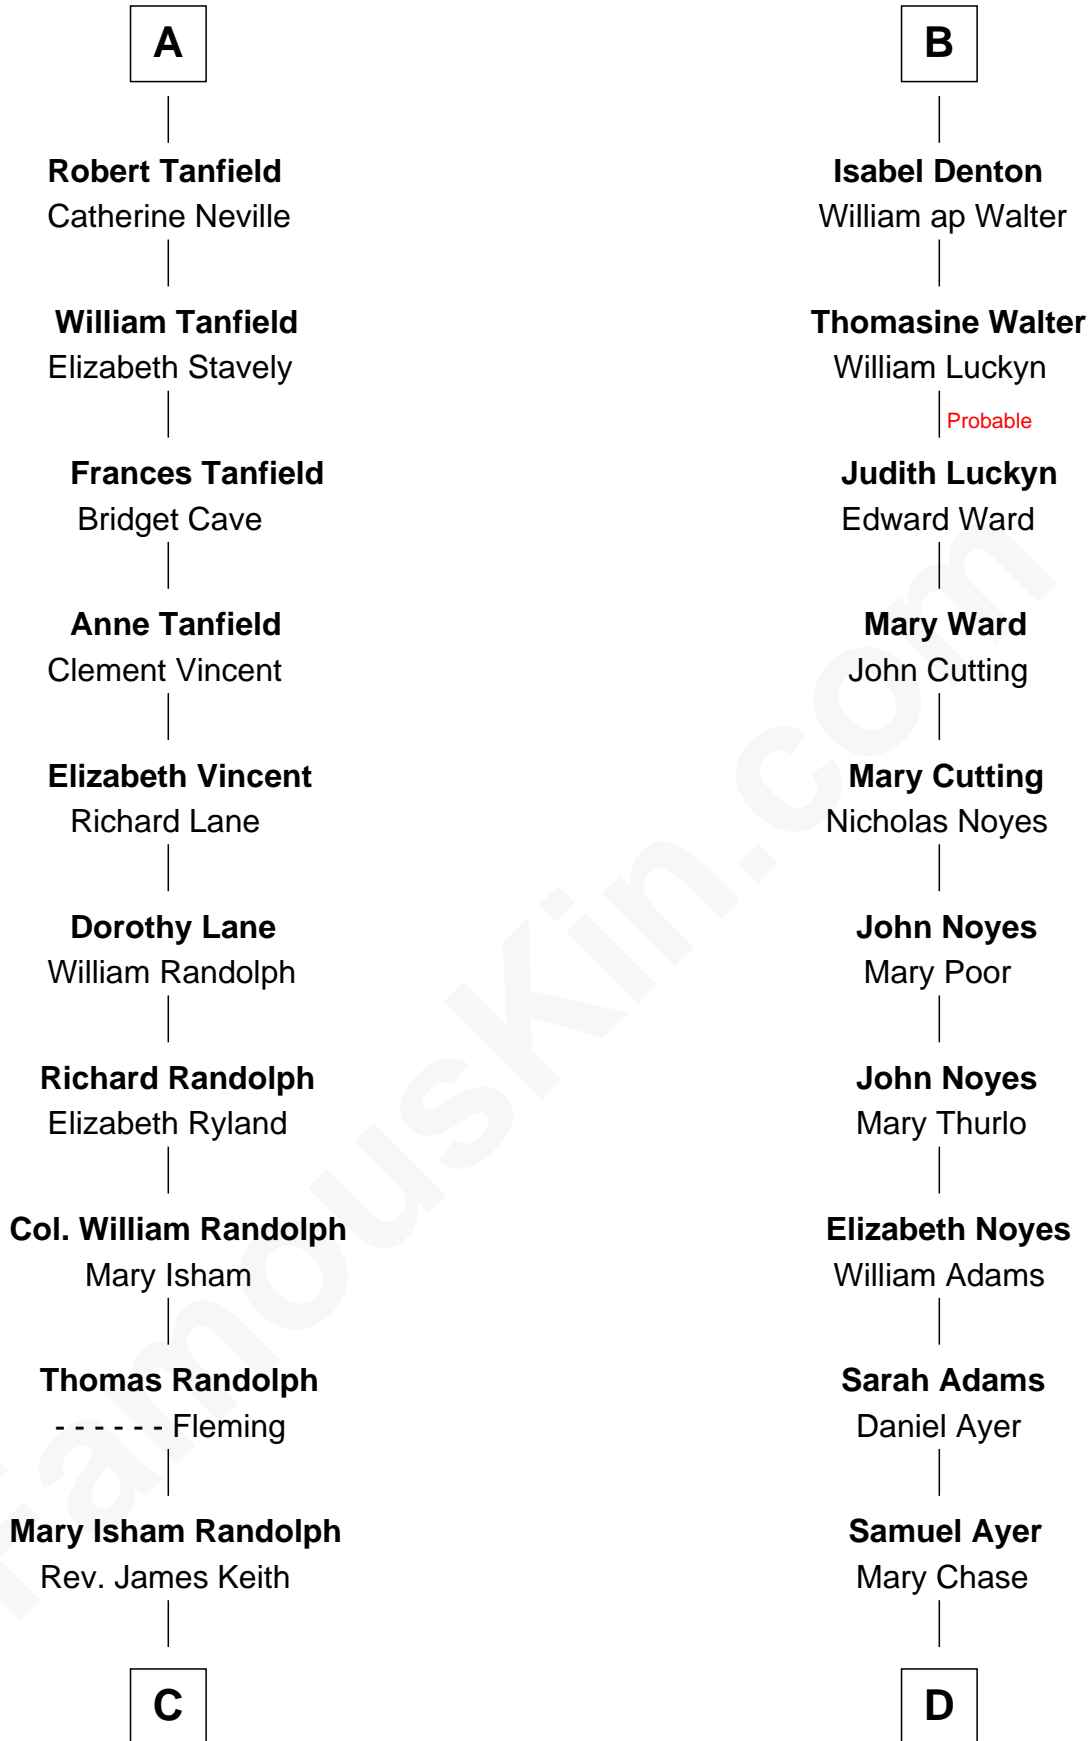 A
Robert Tanfield
Catherine Neville
William Tanfield
Elizabeth Stavely
Frances Tanfield
Bridget Cave
Anne Tanfield
Clement Vincent
Elizabeth Vincent
Richard Lane
Dorothy Lane
William Randolph
Richard Randolph
Elizabeth Ryland
Col. William Randolph
Mary Isham
Thomas Randolph
- - - - - - Fleming
Mary Isham Randolph
Rev. James Keith
C
B
Isabel Denton
William ap Walter
Thomasine Walter
William Luckyn
Probable
Judith Luckyn
Edward Ward
Mary Ward
John Cutting
Mary Cutting
Nicholas Noyes
John Noyes
Mary Poor
John Noyes
Mary Thurlo
Elizabeth Noyes
William Adams
Sarah Adams
Daniel Ayer
Samuel Ayer
Mary Chase
D
FamousKin.com